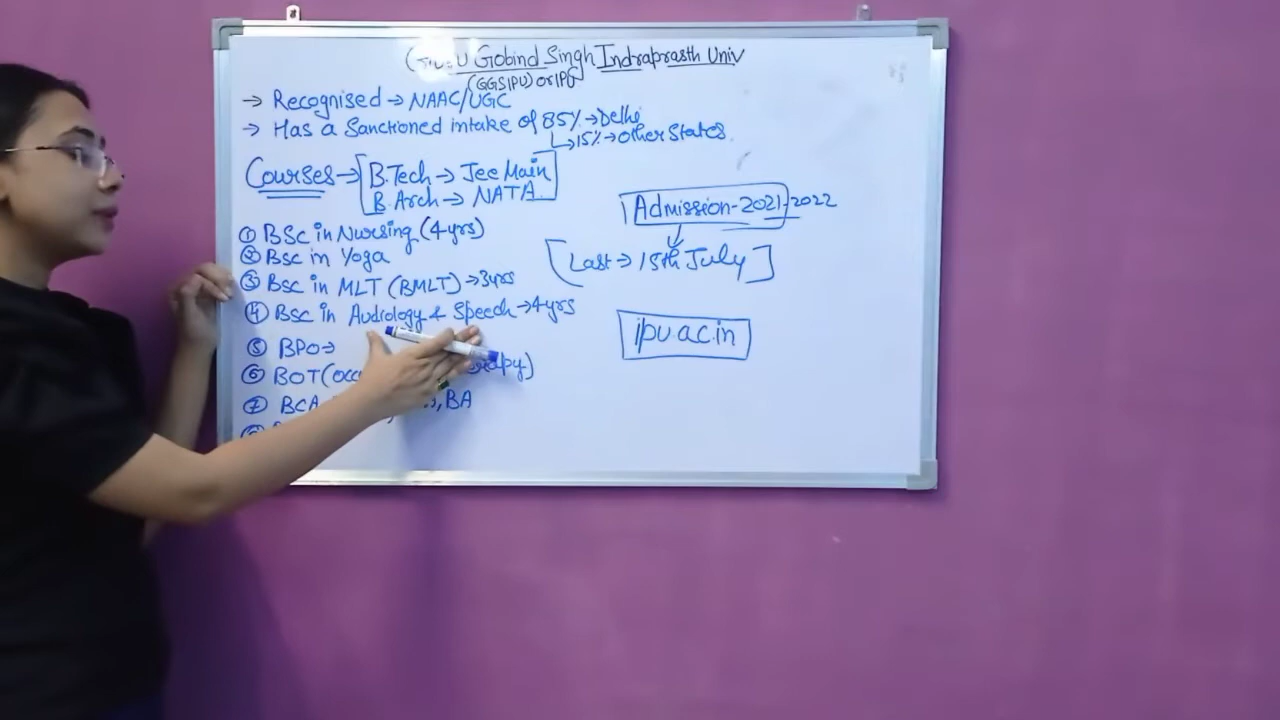 Gobind Singh Indraprasth Univ
(GGSIPU) or IPU
→ Recognised → NAAC/UGC
→ Has a Sanctioned intake of 85% → Delhi
↳ 15% → Other States.
Courses → [B.Tech → Jee Main
B. Arch → NATA]
Admission-2021-2022
① BSc in Nursing (4yrs)
② Bsc in Yoga
[Last → 15th July]
③ Bsc in MLT (BMLT) → 3yrs
④ BSC in Audiology & Speech → 4yrs
ipu.ac.in
⑤ BPO →
⑥ BOT
⑦ BCA BA